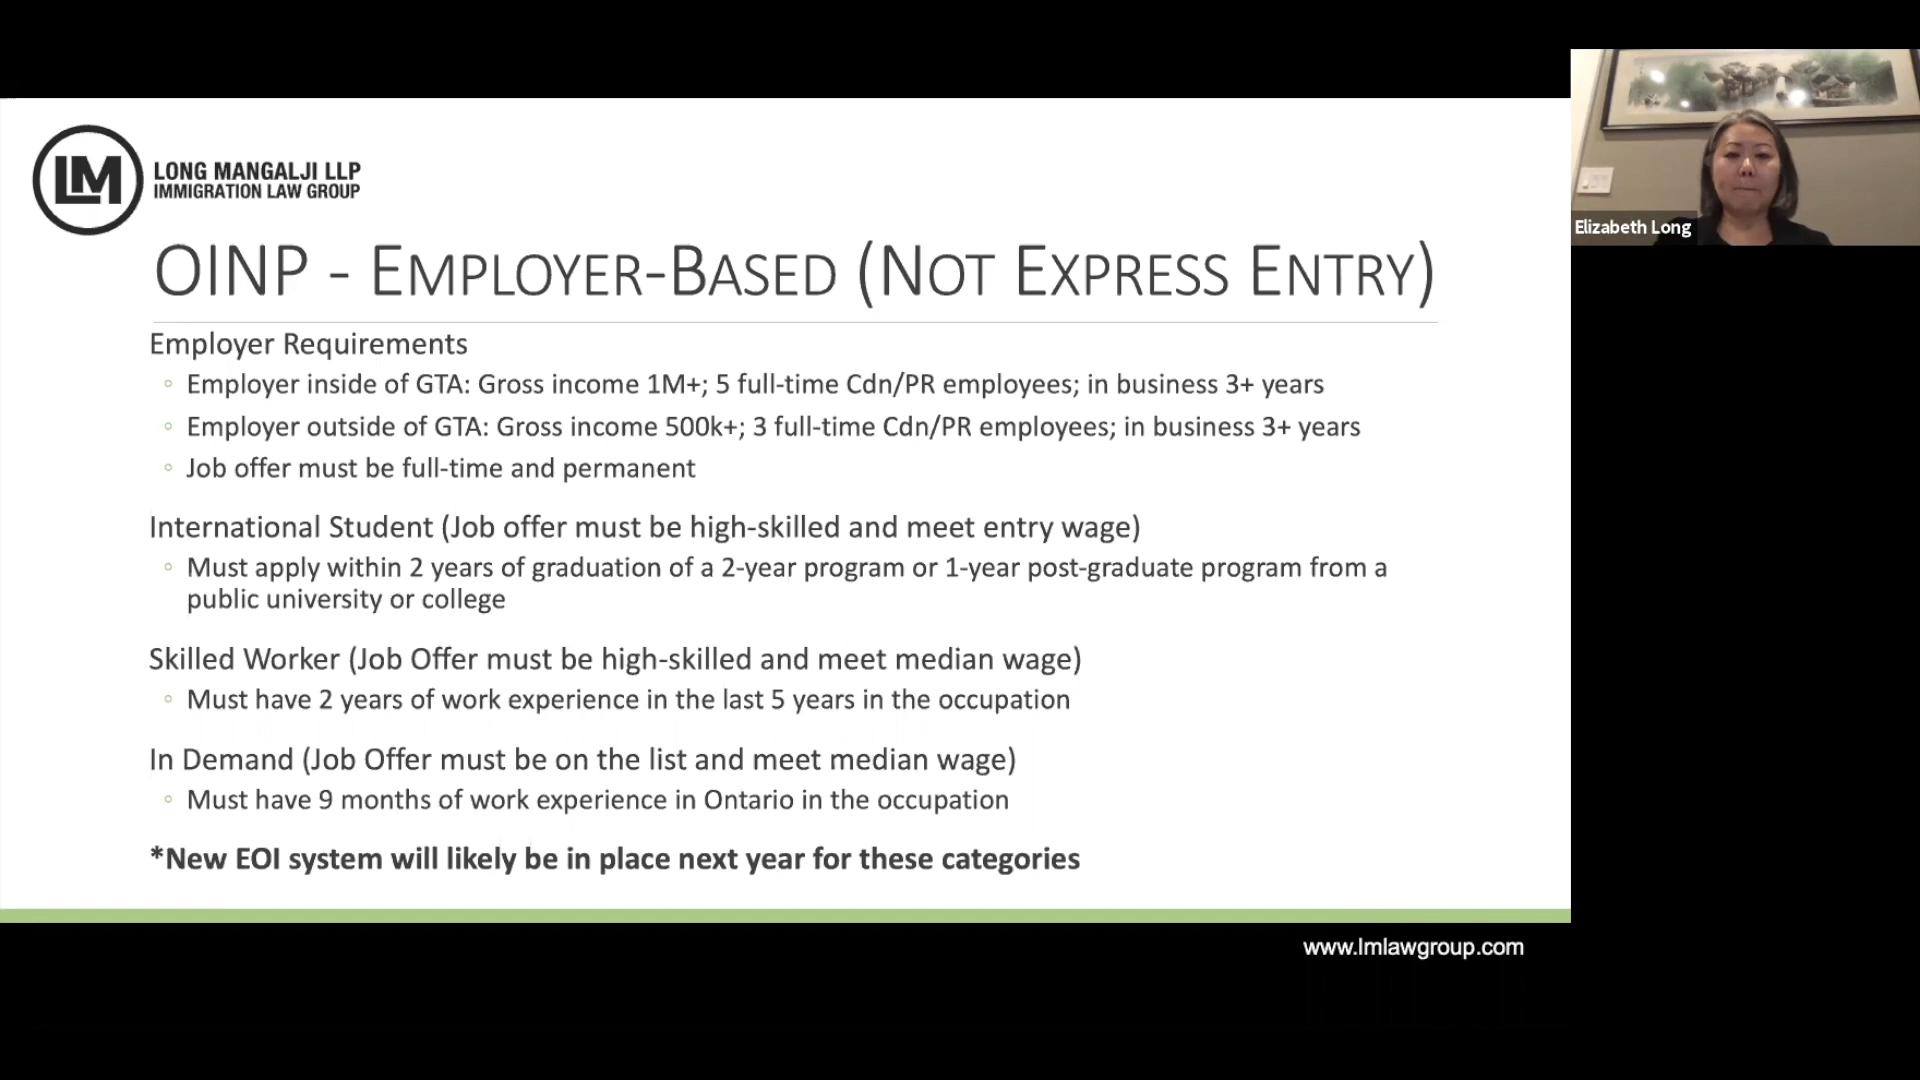 LM
LONG MANGALJI LLP
IMMIGRATION LAW GROUP
OINP - EMPLOYER-BASED (NOT EXPRESS ENTRY)
Employer Requirements
◦ Employer inside of GTA: Gross income 1M+; 5 full-time Cdn/PR employees; in business 3+ years
◦ Employer outside of GTA: Gross income 500k+; 3 full-time Cdn/PR employees; in business 3+ years
◦ Job offer must be full-time and permanent
International Student (Job offer must be high-skilled and meet entry wage)
◦ Must apply within 2 years of graduation of a 2-year program or 1-year post-graduate program from a
public university or college
Skilled Worker (Job Offer must be high-skilled and meet median wage)
◦ Must have 2 years of work experience in the last 5 years in the occupation
In Demand (Job Offer must be on the list and meet median wage)
◦ Must have 9 months of work experience in Ontario in the occupation
*New EOI system will likely be in place next year for these categories
www.lmlawgroup.com
Elizabeth Long